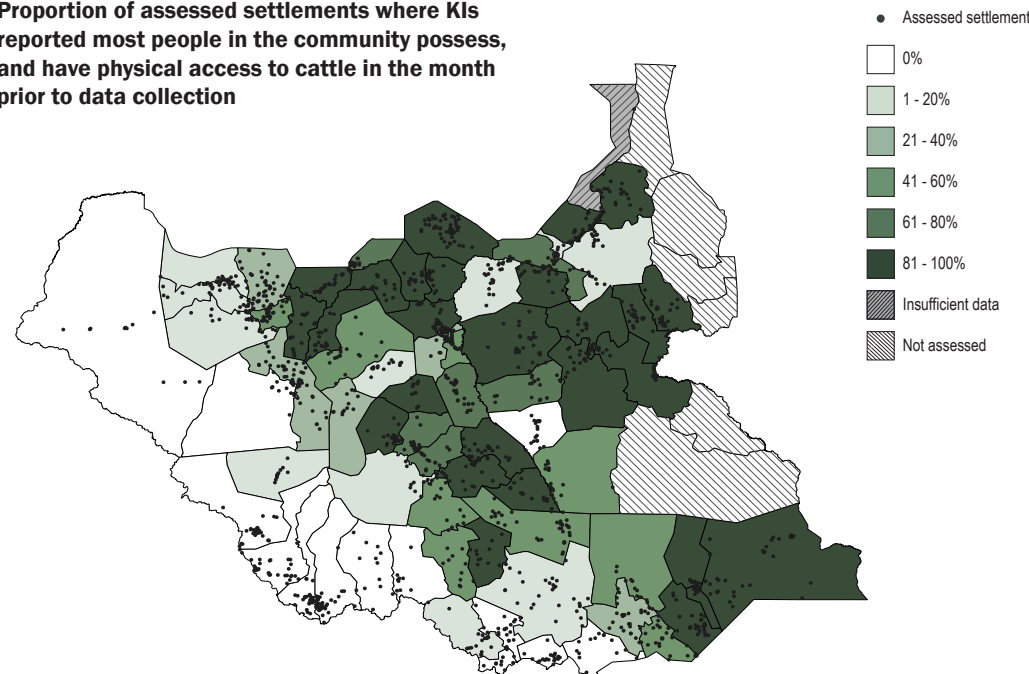 Proportion of assessed settlements where KIs
reported most people in the community possess,
and have physical access to cattle in the month
prior to data collection
Assessed settlement
0%
1 - 20%
21 - 40%
41 - 60%
61 - 80%
81 - 100%
Insufficient data
Not assessed